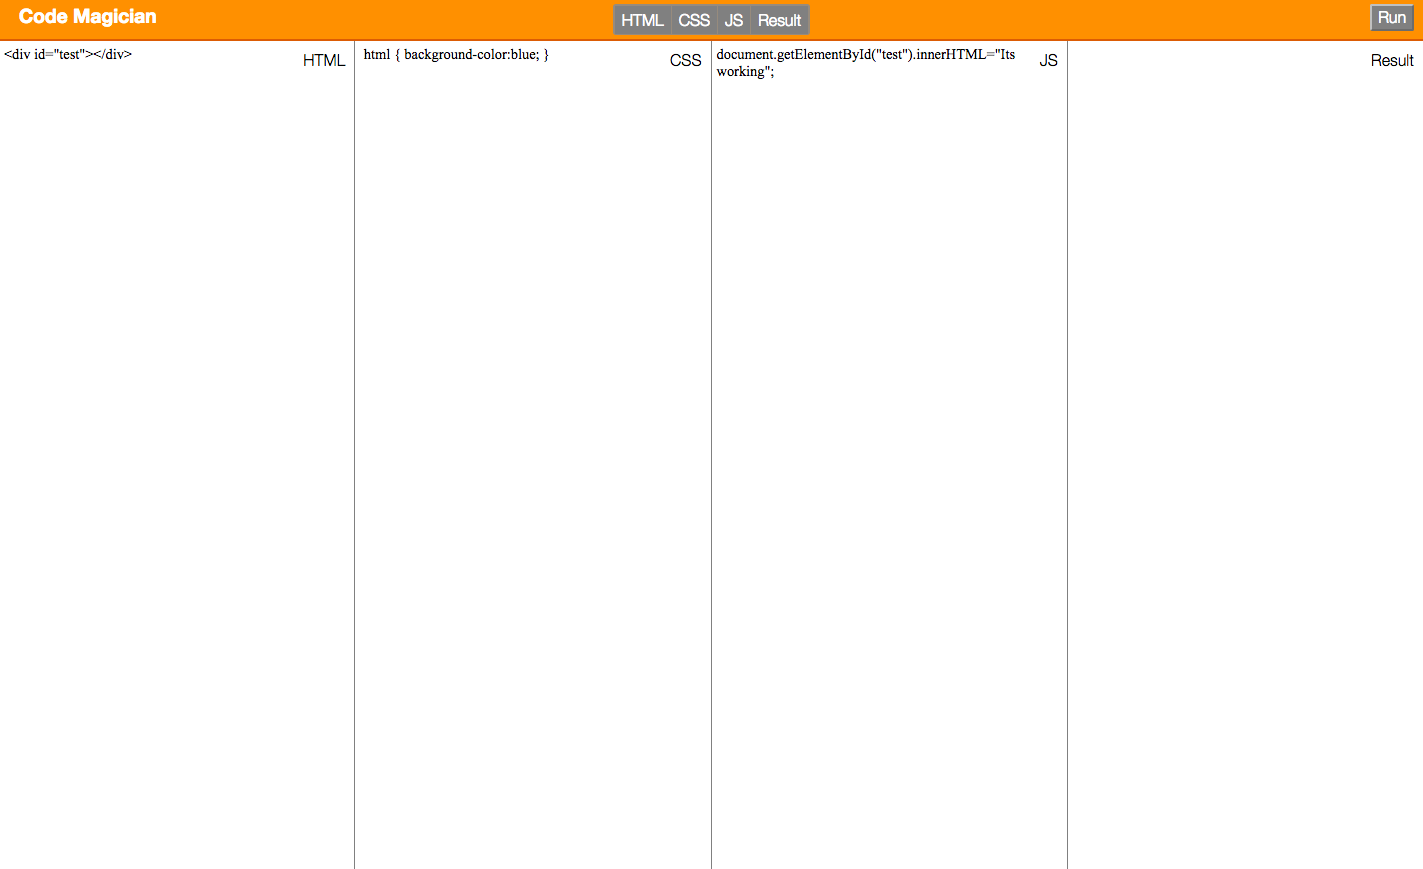 Code Magician
HTML CSS JS Result
Run
<div id="test"></div>
HTML
html { background-color:blue; }
CSS
document.getElementById("test").innerHTML="Its
working";
JS
Result